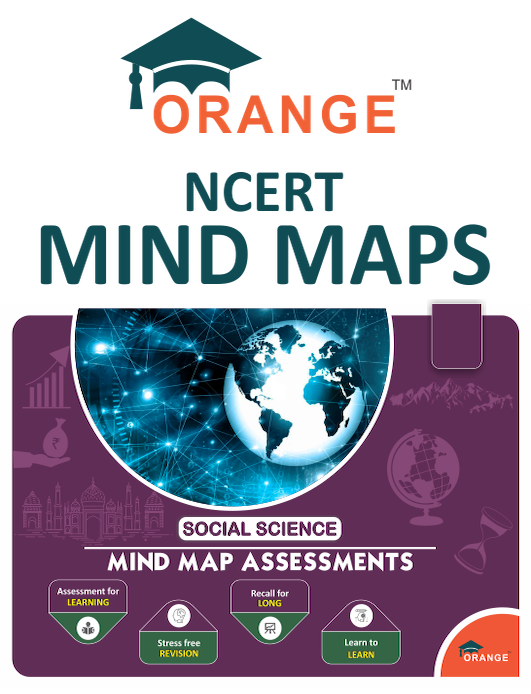 ORANGE™
NCERT
MIND MAPS
SOCIAL SCIENCE
MIND MAP ASSESSMENTS
Assessment for
LEARNING
Stress free
REVISION
Recall for
LONG
Learn to
LEARN
ORANGE